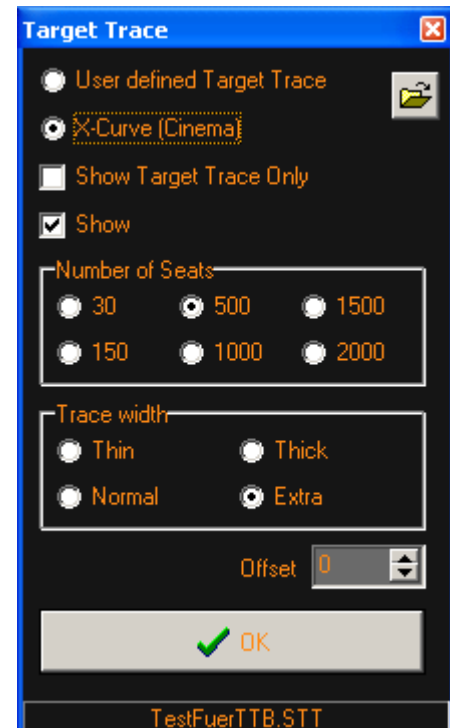 Target Trace
User defined Target Trace
X-Curve (Cinema)
Show Target Trace Only
Show
Number of Seats
30 500 1500
150 1000 2000
Trace width
Thin Thick
Normal Extra
Offset 0
OK
TestFuerTTB.STT